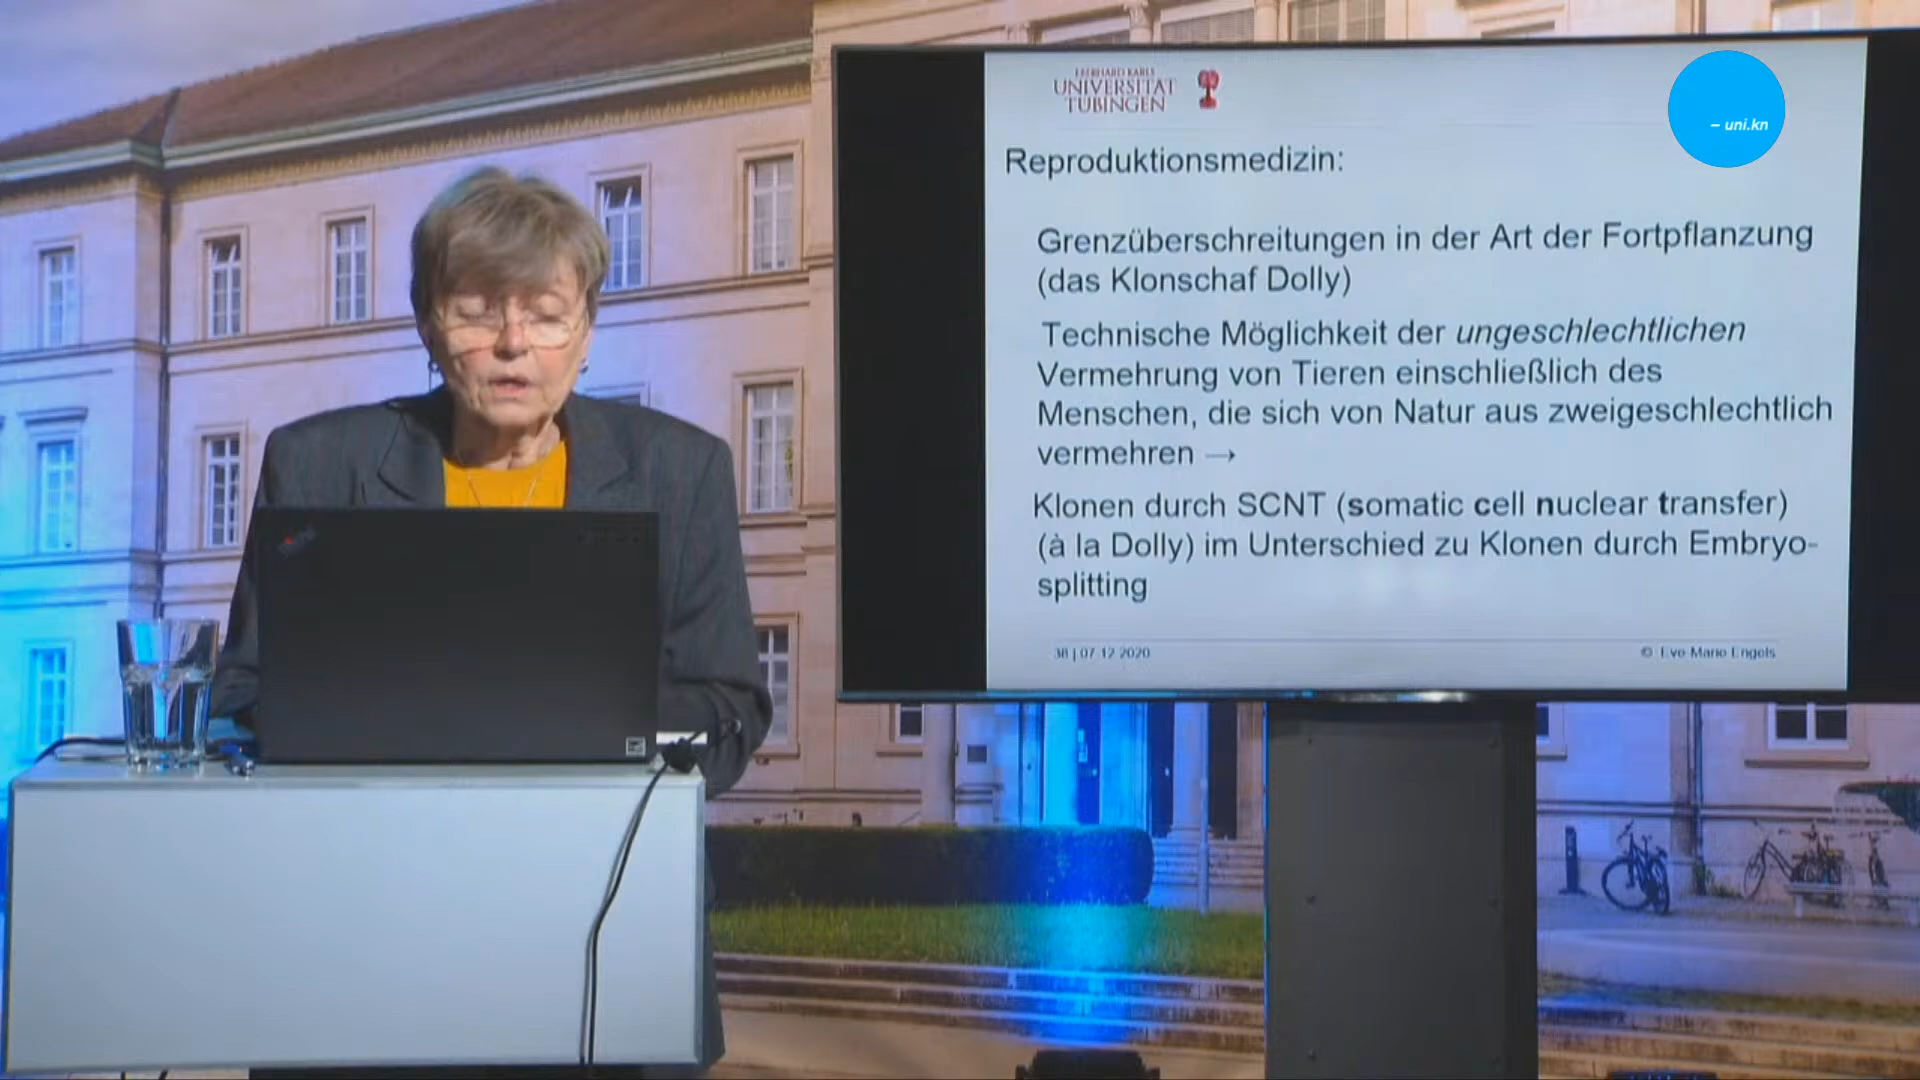 EBERHARD KARLS
UNIVERSITÄT
TÜBINGEN
– uni.kn
Reproduktionsmedizin:
Grenzüberschreitungen in der Art der Fortpflanzung
(das Klonschaf Dolly)
Technische Möglichkeit der ungeschlechtlichen
Vermehrung von Tieren einschließlich des
Menschen, die sich von Natur aus zweigeschlechtlich
vermehren →
Klonen durch SCNT (somatic cell nuclear transfer)
(à la Dolly) im Unterschied zu Klonen durch Embryo-
splitting
| 07.12.2020
© Eve-Marie Engels